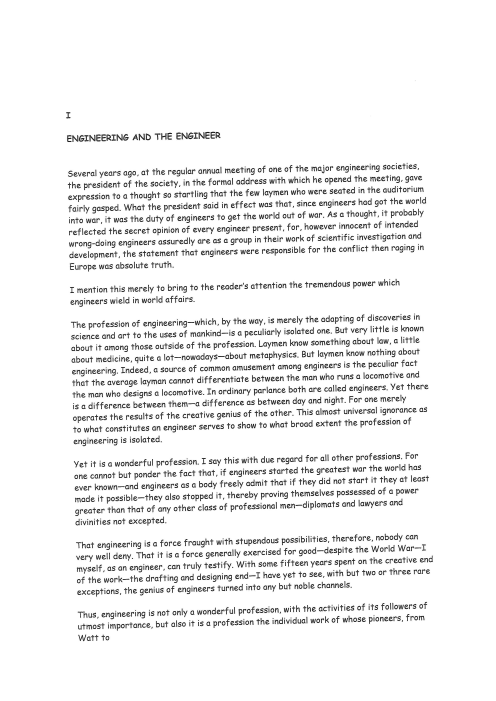 I
ENGINEERING AND THE ENGINEER
Several years ago, at the regular annual meeting of one of the major engineering societies,
the president of the society, in the formal address with which he opened the meeting, gave
expression to a thought so startling that the few laymen who were seated in the auditorium
fairly gasped. What the president said in effect was that, since engineers had got the world
into war, it was the duty of engineers to get the world out of war. As a thought, it probably
reflected the secret opinion of every engineer present, for, however innocent of intended
wrong-doing engineers assuredly are as a group in their work of scientific investigation and
development, the statement that engineers were responsible for the conflict then raging in
Europe was absolute truth.
I mention this merely to bring to the reader's attention the tremendous power which
engineers wield in world affairs.
The profession of engineering—which, by the way, is merely the adapting of discoveries in
science and art to the uses of mankind—is a peculiarly isolated one. But very little is known
about it among those outside of the profession. Laymen know something about law, a little
about medicine, quite a lot—nowadays—about metaphysics. But laymen know nothing about
engineering. Indeed, a source of common amusement among engineers is the peculiar fact
that the average layman cannot differentiate between the man who runs a locomotive and
the man who designs a locomotive. In ordinary parlance both are called engineers. Yet there
is a difference between them—a difference as between day and night. For one merely
operates the results of the creative genius of the other. This almost universal ignorance as
to what constitutes an engineer serves to show to what broad extent the profession of
engineering is isolated.
Yet it is a wonderful profession. I say this with due regard for all other professions. For
one cannot but ponder the fact that, if engineers started the greatest war the world has
ever known—and engineers as a body freely admit that if they did not start it they at least
made it possible—they also stopped it, thereby proving themselves possessed of a power
greater than that of any other class of professional men—diplomats and lawyers and
divinities not excepted.
That engineering is a force fraught with stupendous possibilities, therefore, nobody can
very well deny. That it is a force generally exercised for good—despite the World War—I
myself, as an engineer, can truly testify. With some fifteen years spent on the creative end
of the work—the drafting and designing end—I have yet to see, with but two or three rare
exceptions, the genius of engineers turned into any but noble channels.
Thus, engineering is not only a wonderful profession, with the activities of its followers of
utmost importance, but also it is a profession the individual work of whose pioneers, from
Watt to